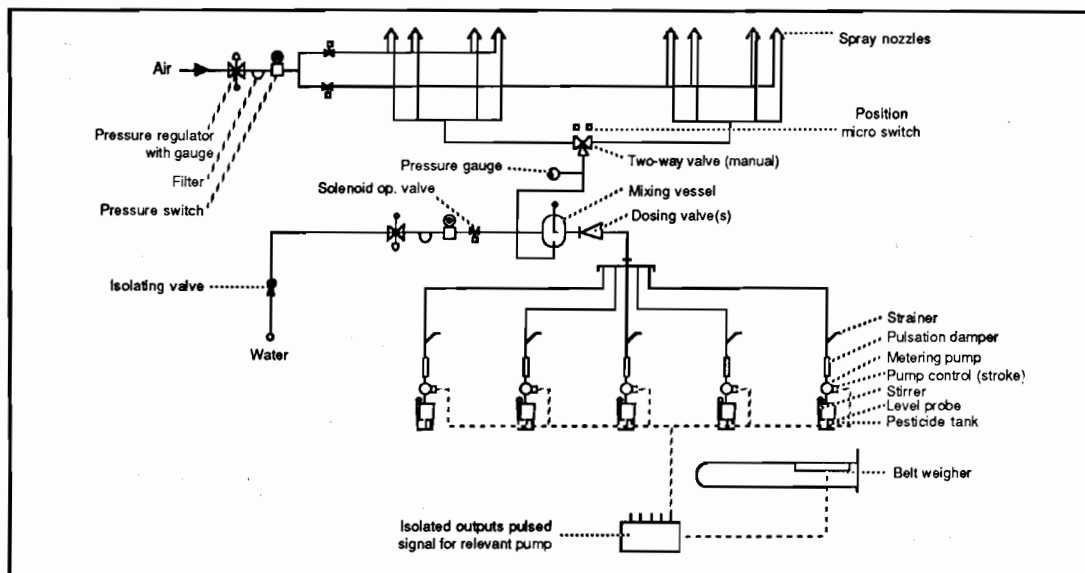 Air
Spray nozzles
Pressure regulator
with gauge
Filter
Pressure switch
Position
micro switch
Two-way valve (manual)
Pressure gauge
Solenoid op. valve
Mixing vessel
Dosing valve(s)
Isolating valve
Water
Strainer
Pulsation damper
Metering pump
Pump control (stroke)
Stirrer
Level probe
Pesticide tank
Belt weigher
Isolated outputs pulsed
signal for relevant pump